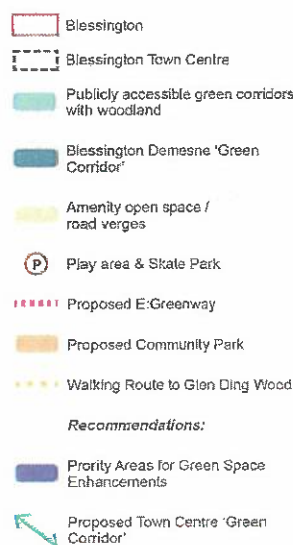 Blessington
Blessington Town Centre
Publicly accessible green corridors
with woodland
Blessington Demesne 'Green
Corridor'
Amenity open space /
road verges
P Play area & Skate Park
Proposed E:Greenway
Proposed Community Park
Walking Route to Glen Ding Wood
Recommendations:
Prority Areas for Green Space
Enhancements
Proposed Town Centre 'Green
Corridor'